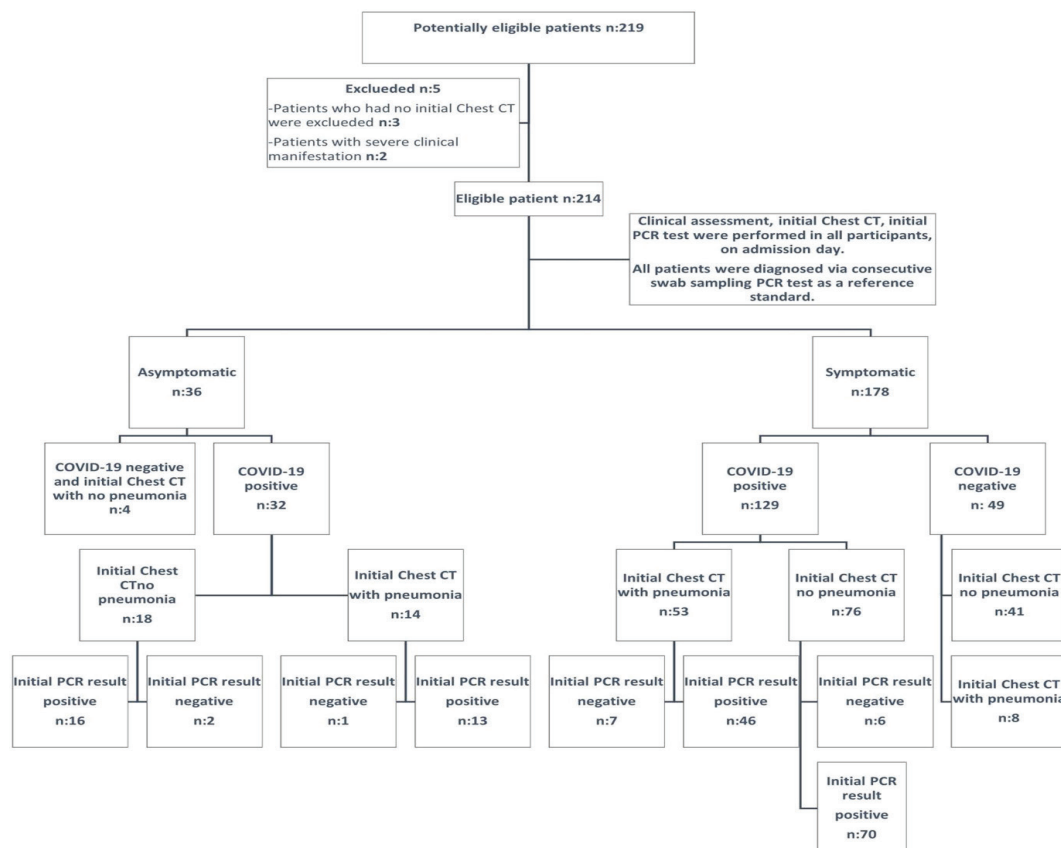 Potentially eligible patients n:219
Exclueded n:5
-Patients who had no initial Chest CT
were exclueded n:3
-Patients with severe clinical
manifestation n:2
Eligible patient n:214
Clinical assessment, initial Chest CT, initial
PCR test were performed in all participants,
on admission day.
All patients were diagnosed via consecutive
swab sampling PCR test as a reference
standard.
Asymptomatic
n:36
Symptomatic
n:178
COVID-19 negative
and initial Chest CT
with no pneumonia
n:4
COVID-19
positive
n:32
COVID-19
positive
n:129
COVID-19
negative
n: 49
Initial Chest
CTno
pneumonia
n:18
Initial Chest CT
with pneumonia
n:14
Initial Chest CT
with pneumonia
n:53
Initial Chest CT
no pneumonia
n:76
Initial Chest CT
no pneumonia
n:41
Initial PCR result
positive
n:16
Initial PCR result
negative
n:2
Initial PCR result
negative
n:1
Initial PCR result
positive
n:13
Initial PCR result
negative
n:7
Initial PCR result
positive
n:46
Initial PCR result
negative
n:6
Initial Chest CT
with pneumonia
n:8
Initial PCR
result
positive
n:70